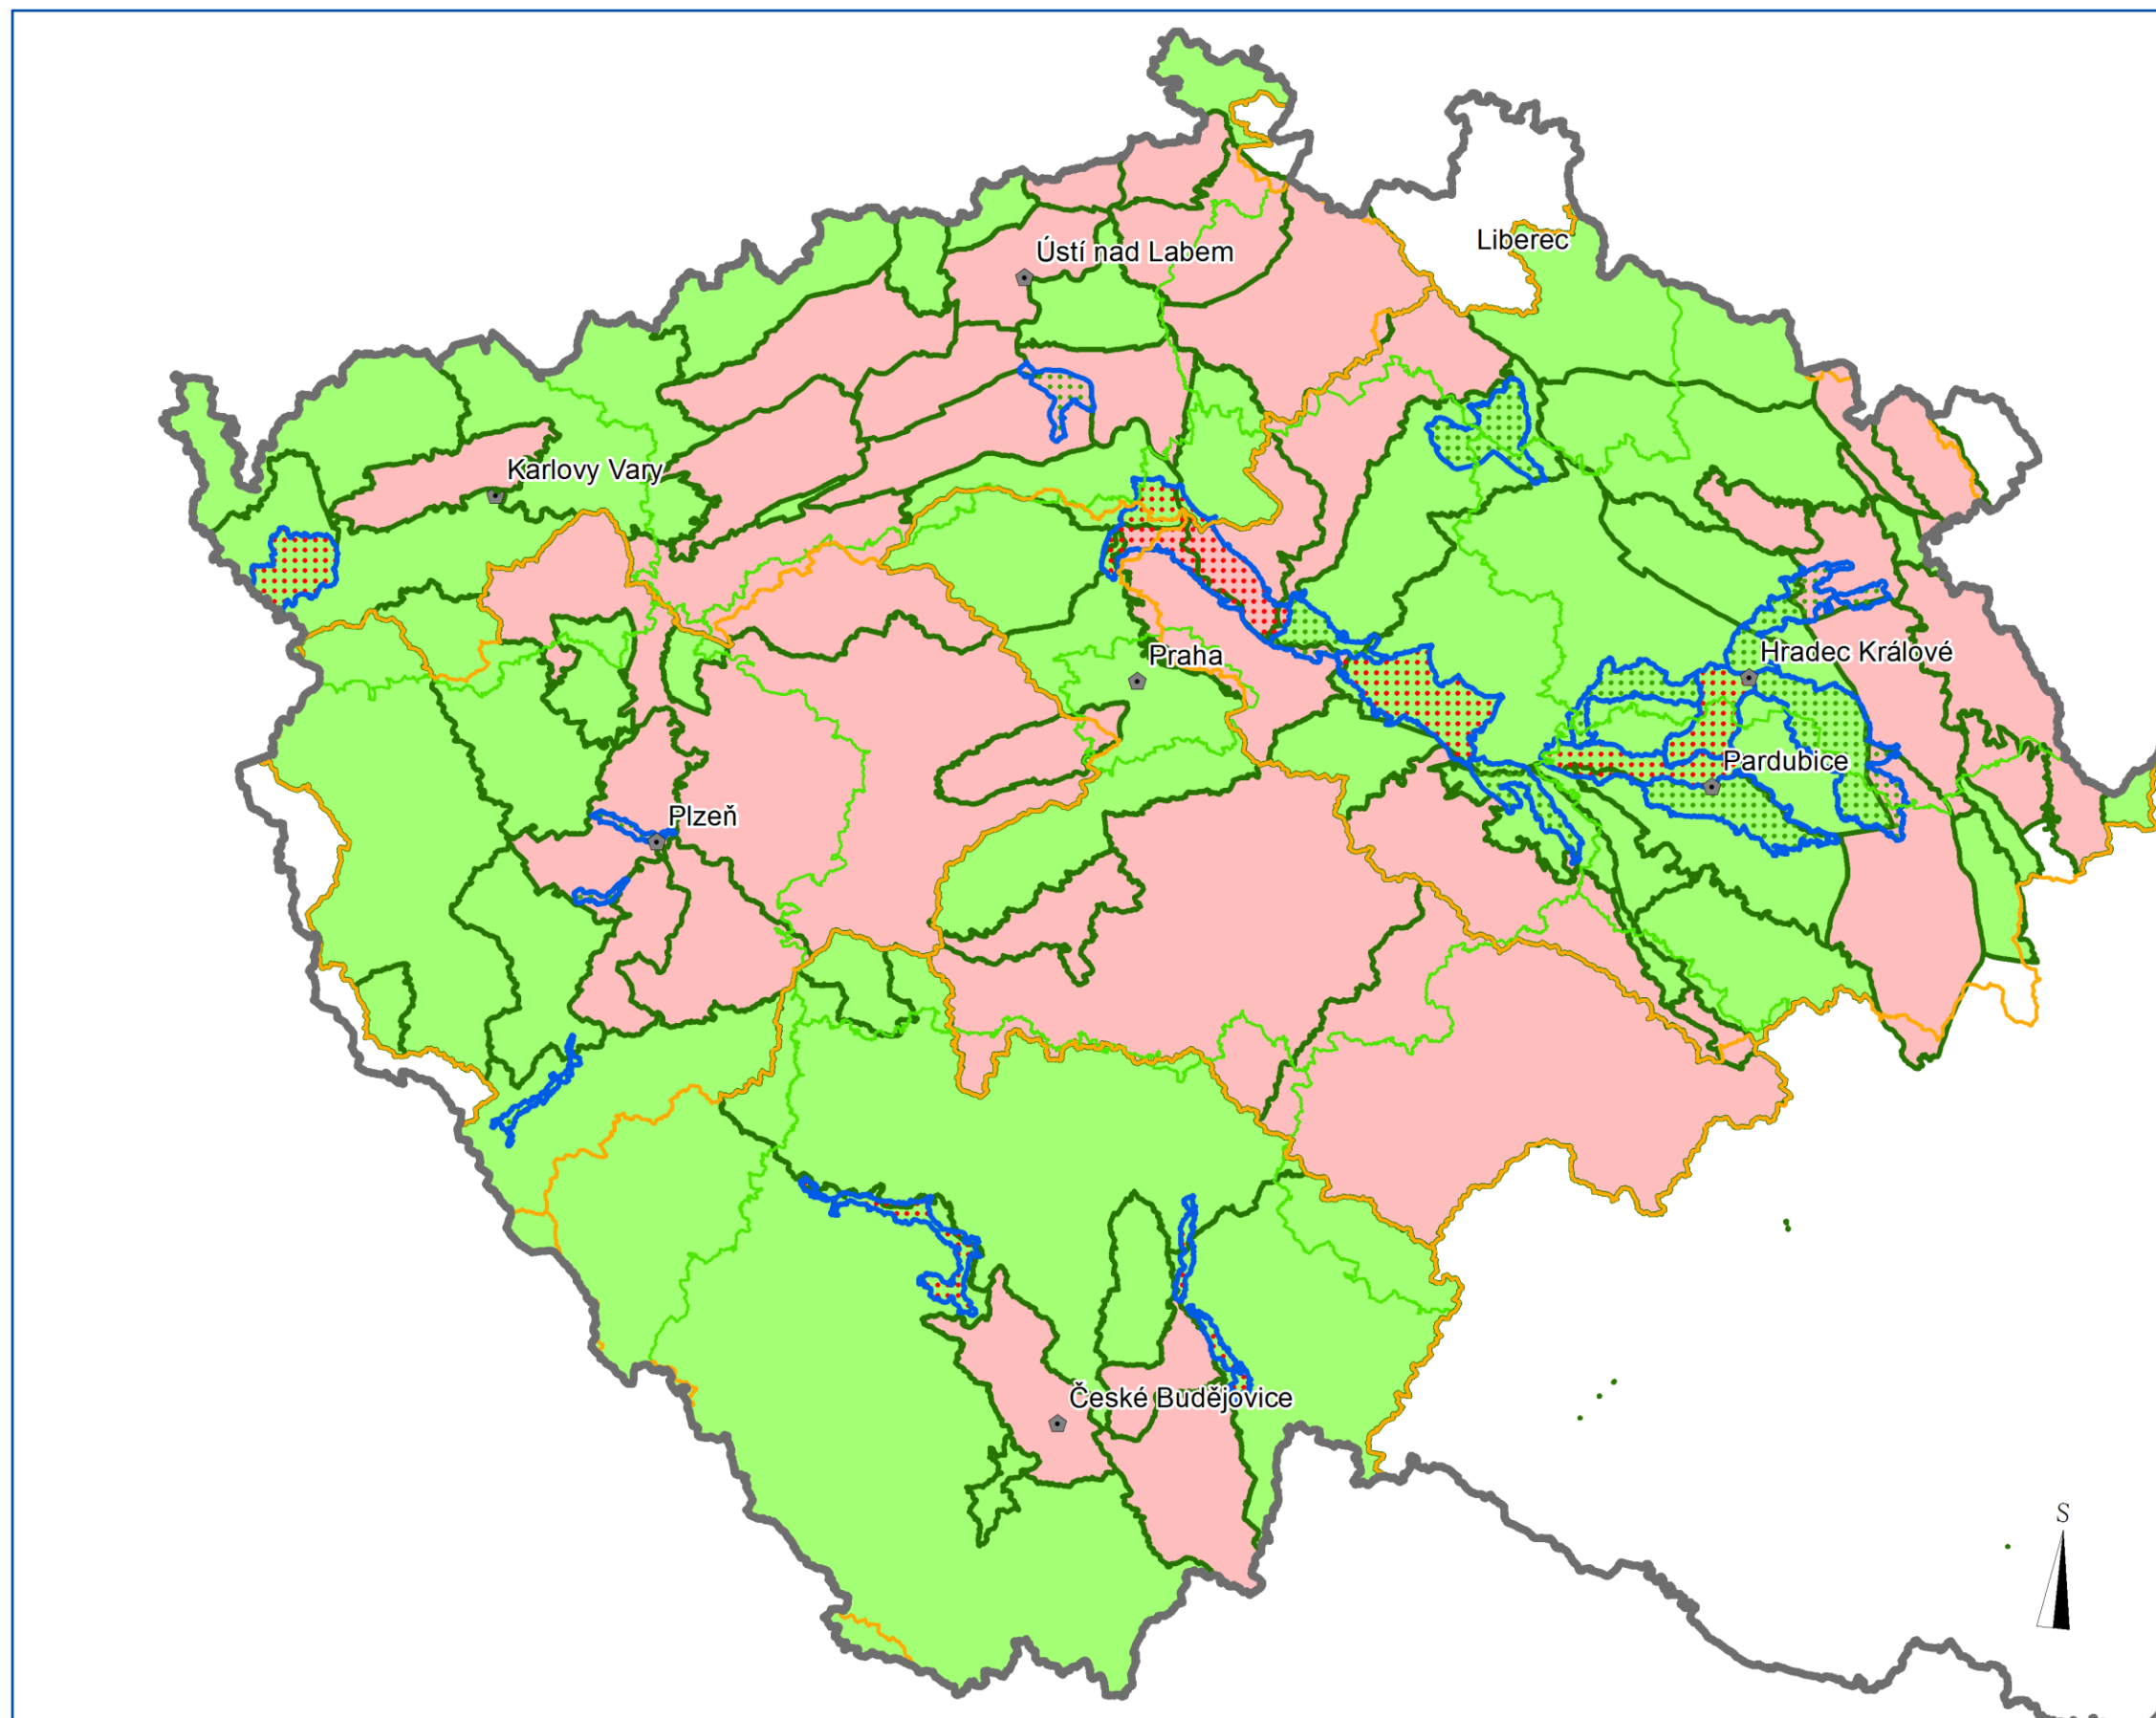 Liberec
Ústí nad Labem
Karlovy Vary
Praha
Hradec Králové
Pardubice
Plzeň
České Budějovice
S